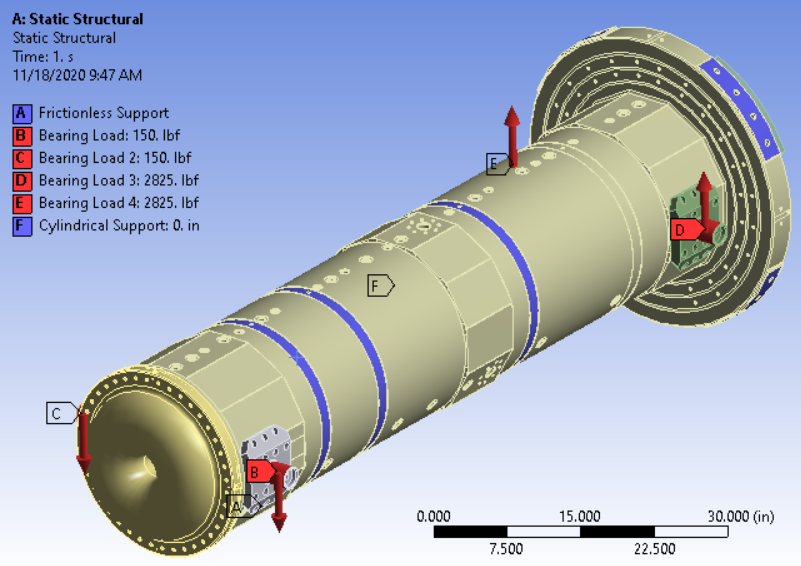 A: Static Structural
Static Structural
Time: 1. s
11/18/2020 9:47 AM
A Frictionless Support
B Bearing Load: 150. lbf
C Bearing Load 2: 150. lbf
D Bearing Load 3: 2825. lbf
E Bearing Load 4: 2825. lbf
F Cylindrical Support: 0. in
E
D
F
C
B
A
0.000 15.000 30.000 (in)
7.500 22.500